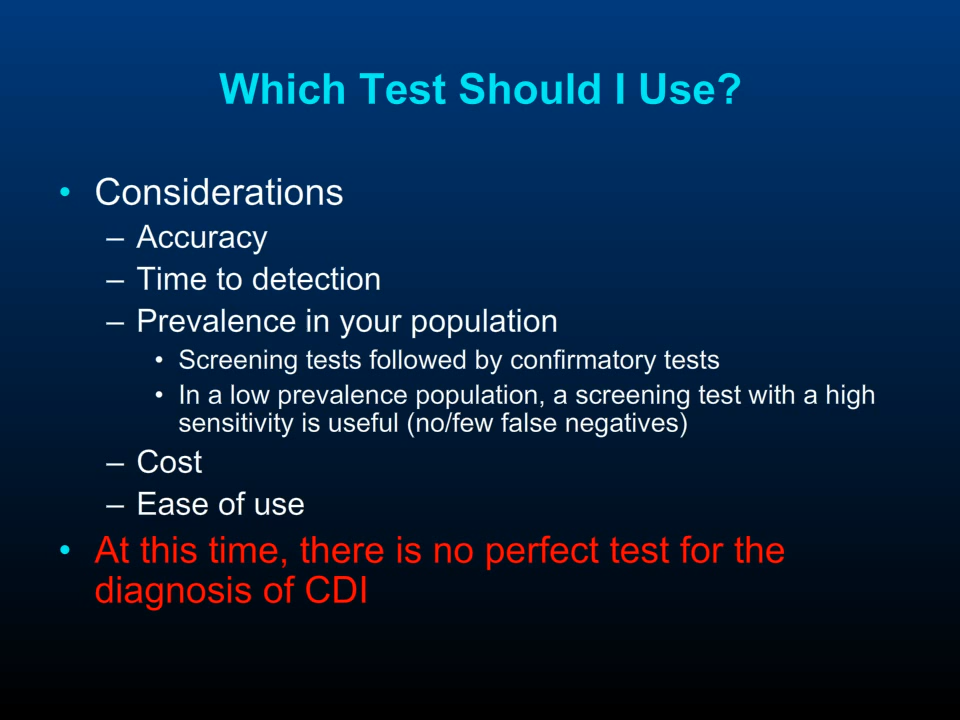 Which Test Should I Use?
• Considerations
– Accuracy
– Time to detection
– Prevalence in your population
• Screening tests followed by confirmatory tests
• In a low prevalence population, a screening test with a high
sensitivity is useful (no/few false negatives)
– Cost
– Ease of use
• At this time, there is no perfect test for the
diagnosis of CDI